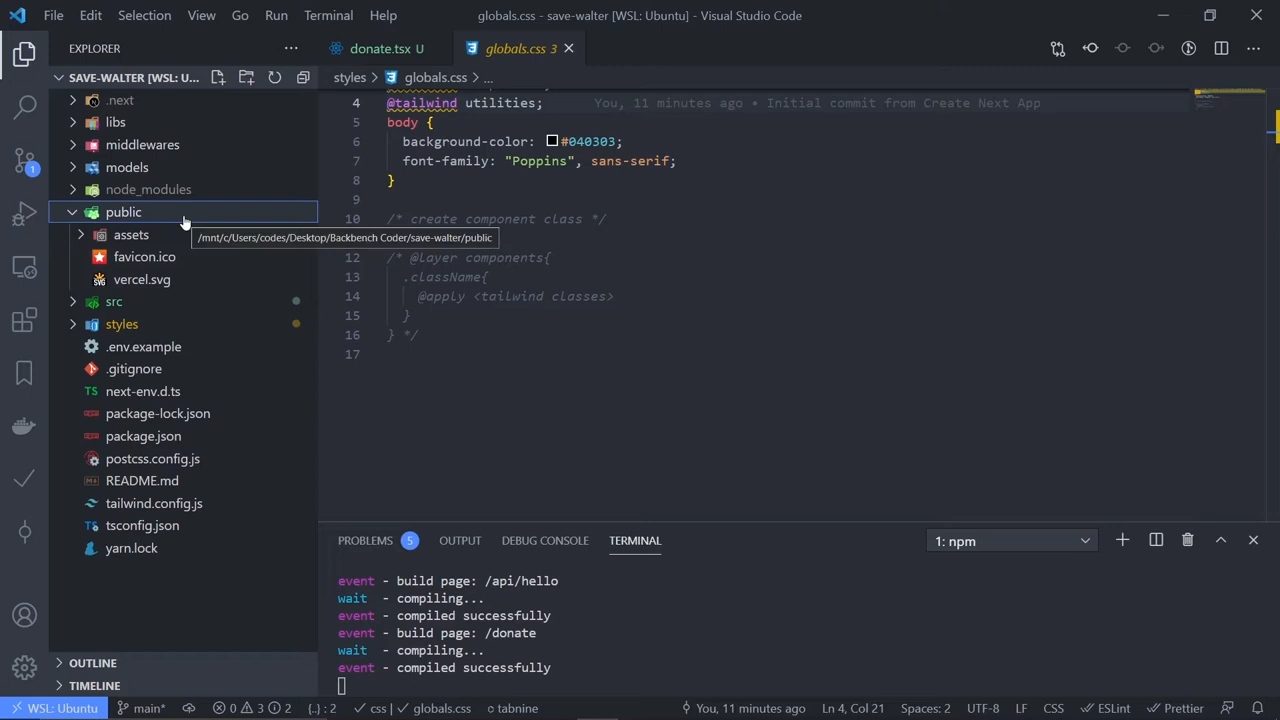 File Edit Selection View Go Run Terminal Help
globals.css - save-walter [WSL: Ubuntu] - Visual Studio Code
EXPLORER
SAVE-WALTER [WSL: U...
.next
libs
middlewares
models
node_modules
public
assets
favicon.ico
vercel.svg
src
styles
.env.example
.gitignore
TS next-env.d.ts
package-lock.json
package.json
postcss.config.js
README.md
tailwind.config.js
tsconfig.json
yarn.lock
OUTLINE
TIMELINE
1
/mnt/c/Users/codes/Desktop/Backbench Coder/save-walter/public
donate.tsx U
globals.css 3
styles > globals.css > ...
4 @tailwind utilities; You, 11 minutes ago • Initial commit from Create Next App
5 body {
6 background-color: #040303;
7 font-family: "Poppins", sans-serif;
8 }
9
10 /* create component class */
12 /* @layer components{
13 .className{
14 @apply <tailwind classes>
15 }
16 } */
17
PROBLEMS 5 OUTPUT DEBUG CONSOLE TERMINAL
1: npm
event - build page: /api/hello
wait - compiling...
event - compiled successfully
event - build page: /donate
wait - compiling...
event - compiled successfully
WSL: Ubuntu main* 0 3 2 {.} : 2 css | globals.css tabnine You, 11 minutes ago Ln 4, Col 21 Spaces: 2 UTF-8 LF CSS ESLint Prettier